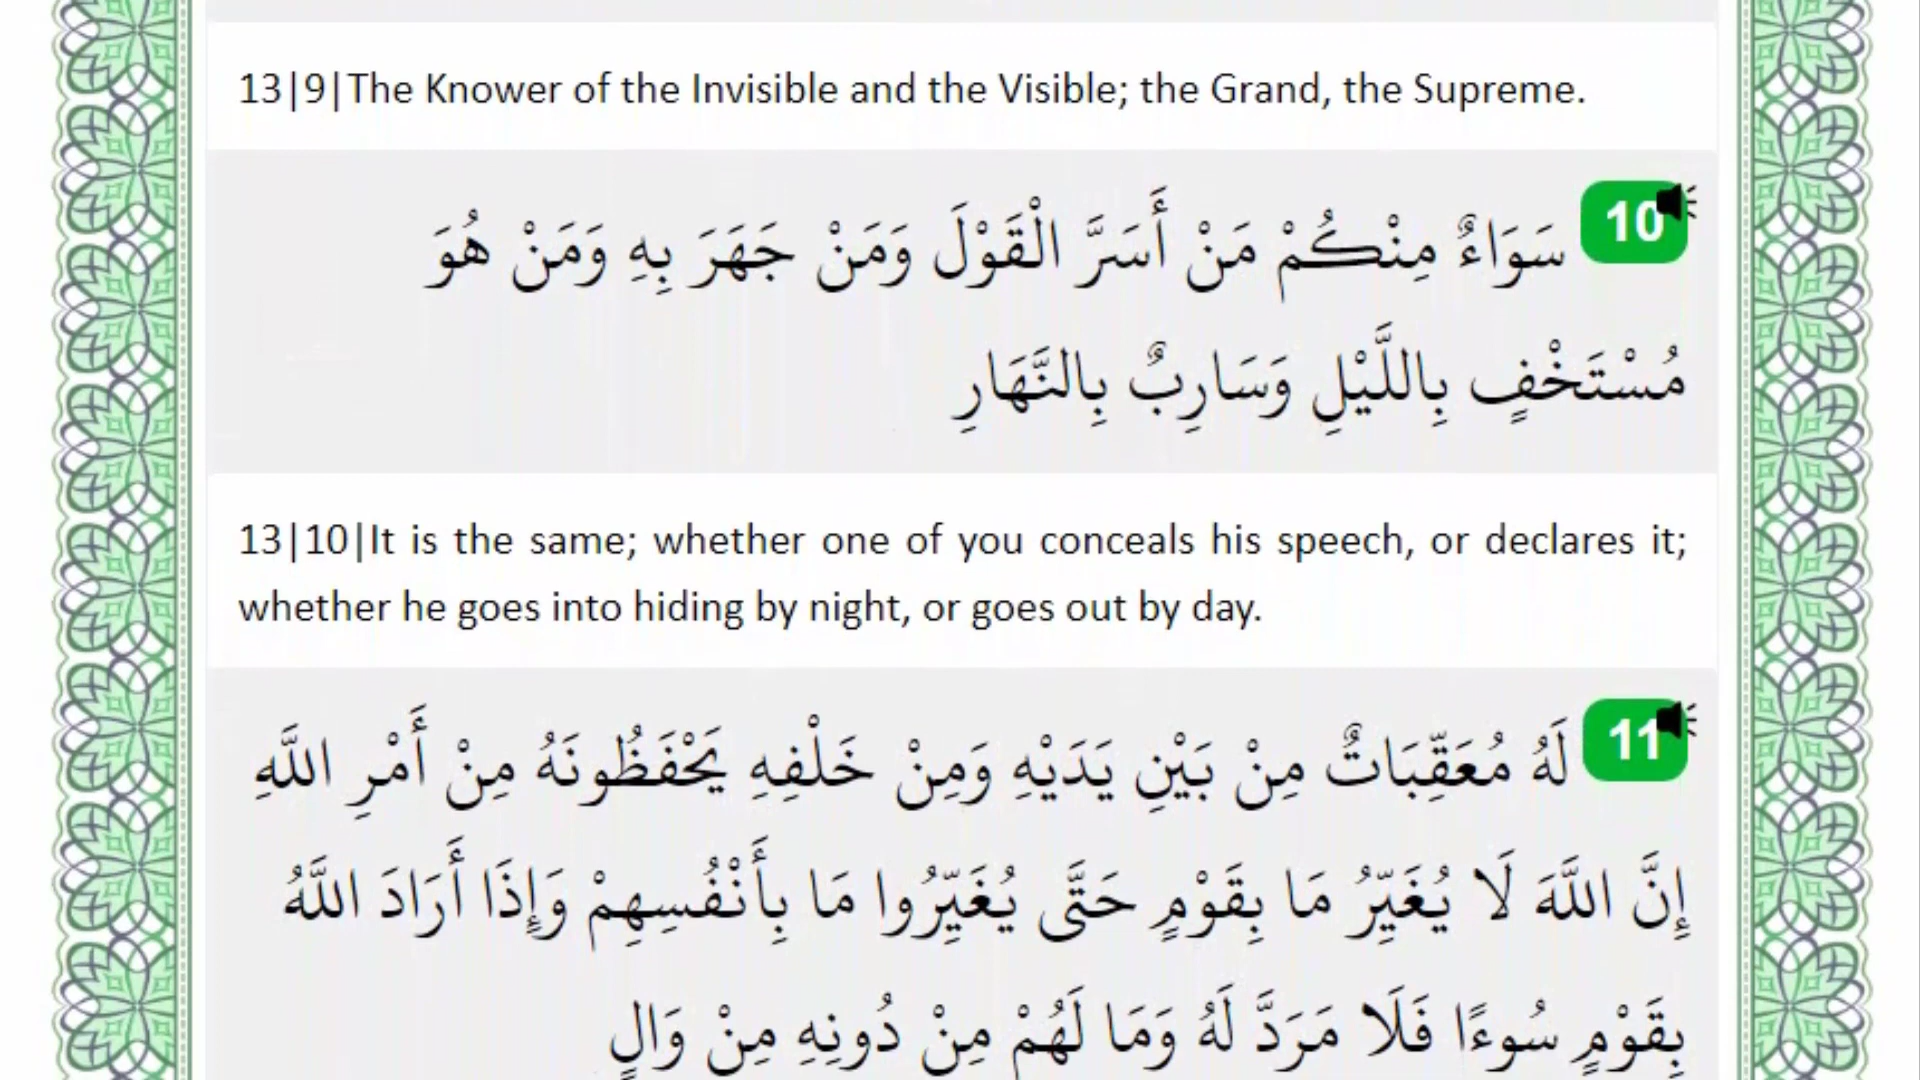 13|9|The Knower of the Invisible and the Visible; the Grand, the Supreme.
10 سَوَاءٌ مِنْكُمْ مَنْ أَسَرَّ الْقَوْلَ وَمَنْ جَهَرَ بِهِ وَمَنْ هُوَ
مُسْتَخْفٍ بِاللَّيْلِ وَسَارِبٌ بِالنَّهَارِ
13|10|It is the same; whether one of you conceals his speech, or declares it;
whether he goes into hiding by night, or goes out by day.
11 لَهُ مُعَقِّبَاتٌ مِنْ بَيْنِ يَدَيْهِ وَمِنْ خَلْفِهِ يَحْفَظُونَهُ مِنْ أَمْرِ اللَّهِ
إِنَّ اللَّهَ لَا يُغَيِّرُ مَا بِقَوْمٍ حَتَّى يُغَيِّرُوا مَا بِأَنْفُسِهِمْ وَإِذَا أَرَادَ اللَّهُ
بِقَوْمٍ سُوءًا فَلَا مَرَدَّ لَهُ وَمَا لَهُمْ مِنْ دُونِهِ مِنْ وَالٍ